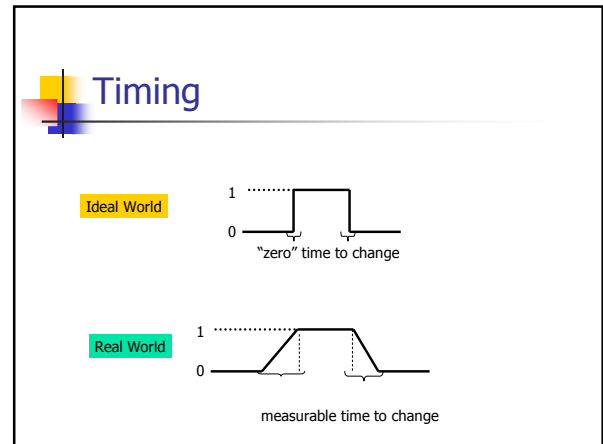 Timing
Ideal World
1
0
“zero” time to change
Real World
1
0
measurable time to change